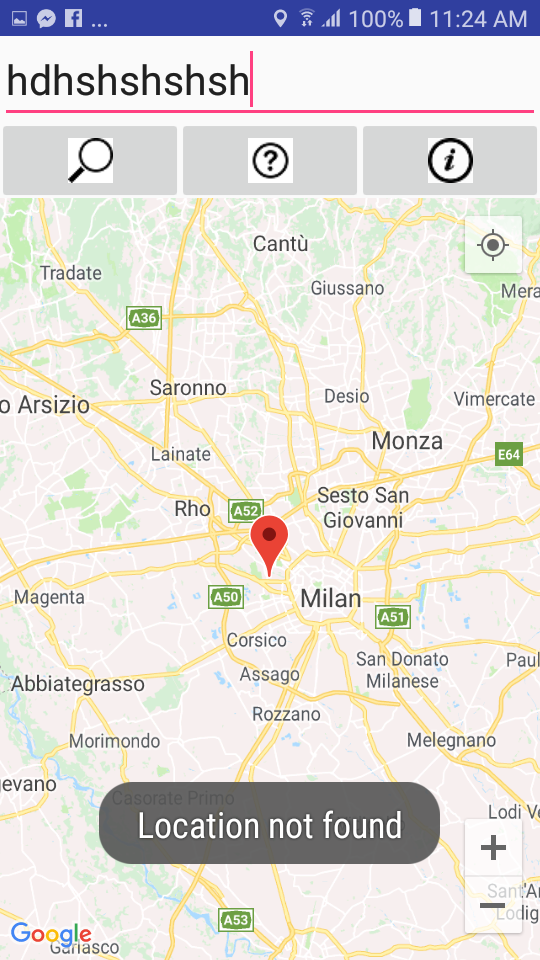 ... 100% 11:24 AM
hdhshshshsh
? i
Cantù
Tradate
Giussano
Mera
A36
Saronno
Desio
Vimercate
o Arsizio
Monza
Lainate
E64
Sesto San
Giovanni
Rho
A52
Magenta
A50
Milan
A51
Corsico
San Donato
Milanese
Paul
Assago
Abbiategrasso
Rozzano
Morimondo
Melegnano
gevano
Casorate Primo
Location not found
Lodi Ve
Sant'An
Lodig
A53
Google
Garlasco